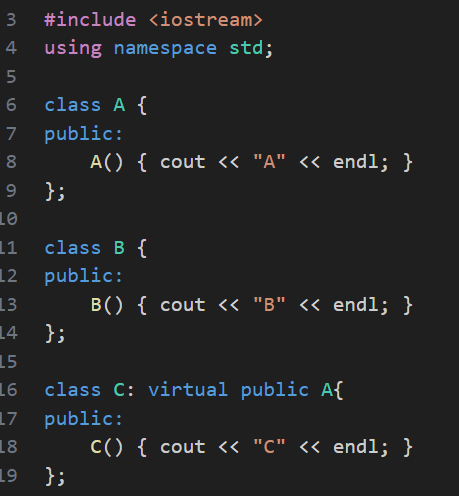 3 #include <iostream>
4 using namespace std;
5
6 class A {
7 public:
8     A() { cout << "A" << endl; }
9 };
10
11 class B {
12 public:
13     B() { cout << "B" << endl; }
14 };
15
16 class C: virtual public A{
17 public:
18     C() { cout << "C" << endl; }
19 };